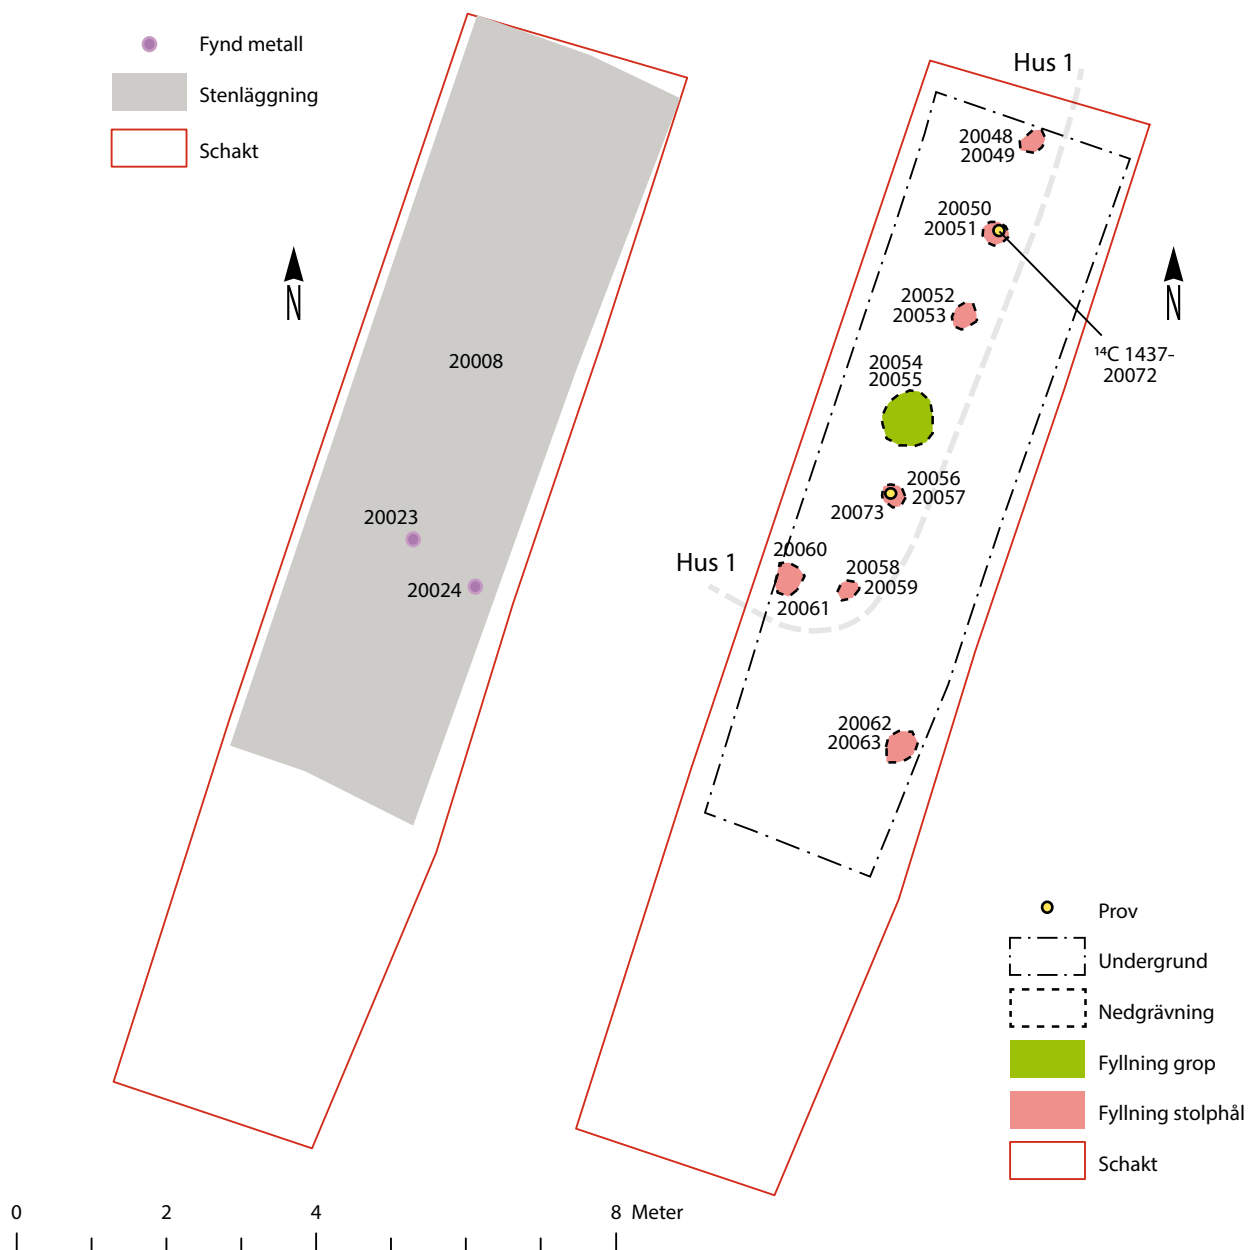 Fynd metall
Stenläggning
Schakt
N
20008
20023
20024
Hus 1
20048
20049
20050
20051
20052
20053
N
¹⁴C 1437-
20072
20054
20055
20056
20057
20073
Hus 1
20060
20061
20058
20059
20062
20063
Prov
Undergrund
Nedgrävning
Fyllning grop
Fyllning stolphål
Schakt
0 2 4 8 Meter